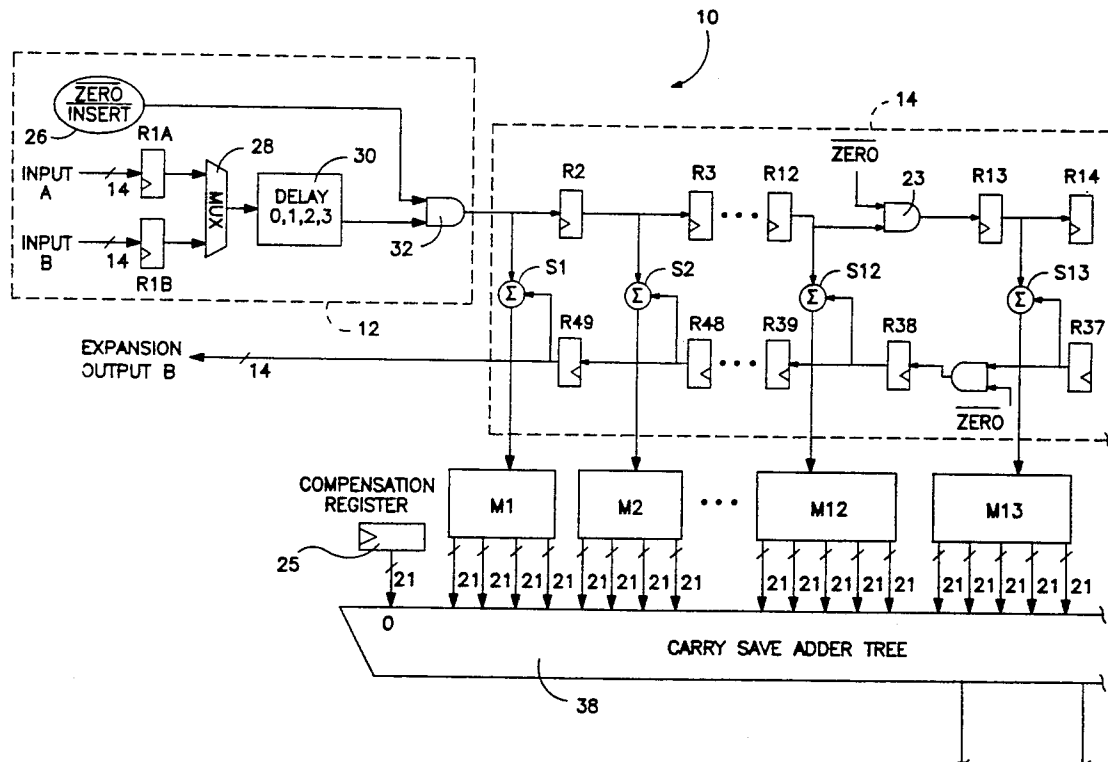 10
ZERO
INSERT
26
R1A
28
30
INPUT
A
14
MUX
DELAY
0,1,2,3
32
INPUT
B
14
R1B
12
14
ZERO
R2
R3
R12
23
R13
R14
S1
S2
S12
S13
Σ
Σ
Σ
Σ
R49
R48
R39
R38
R37
EXPANSION
OUTPUT B
14
ZERO
COMPENSATION
REGISTER
25
M1
M2
M12
M13
21
21 21 21 21
21 21 21 21
21 21 21 21 21
21 21 21 21 21
0
CARRY SAVE ADDER TREE
38